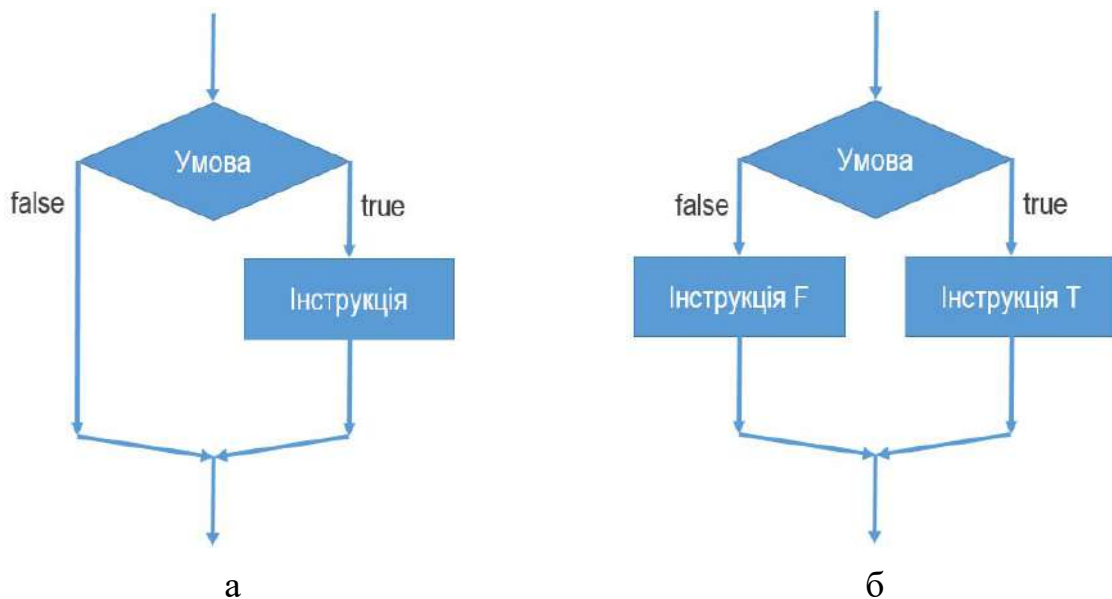 Умова
false
true
Інструкція
а
Умова
false
true
Інструкція F
Інструкція T
б